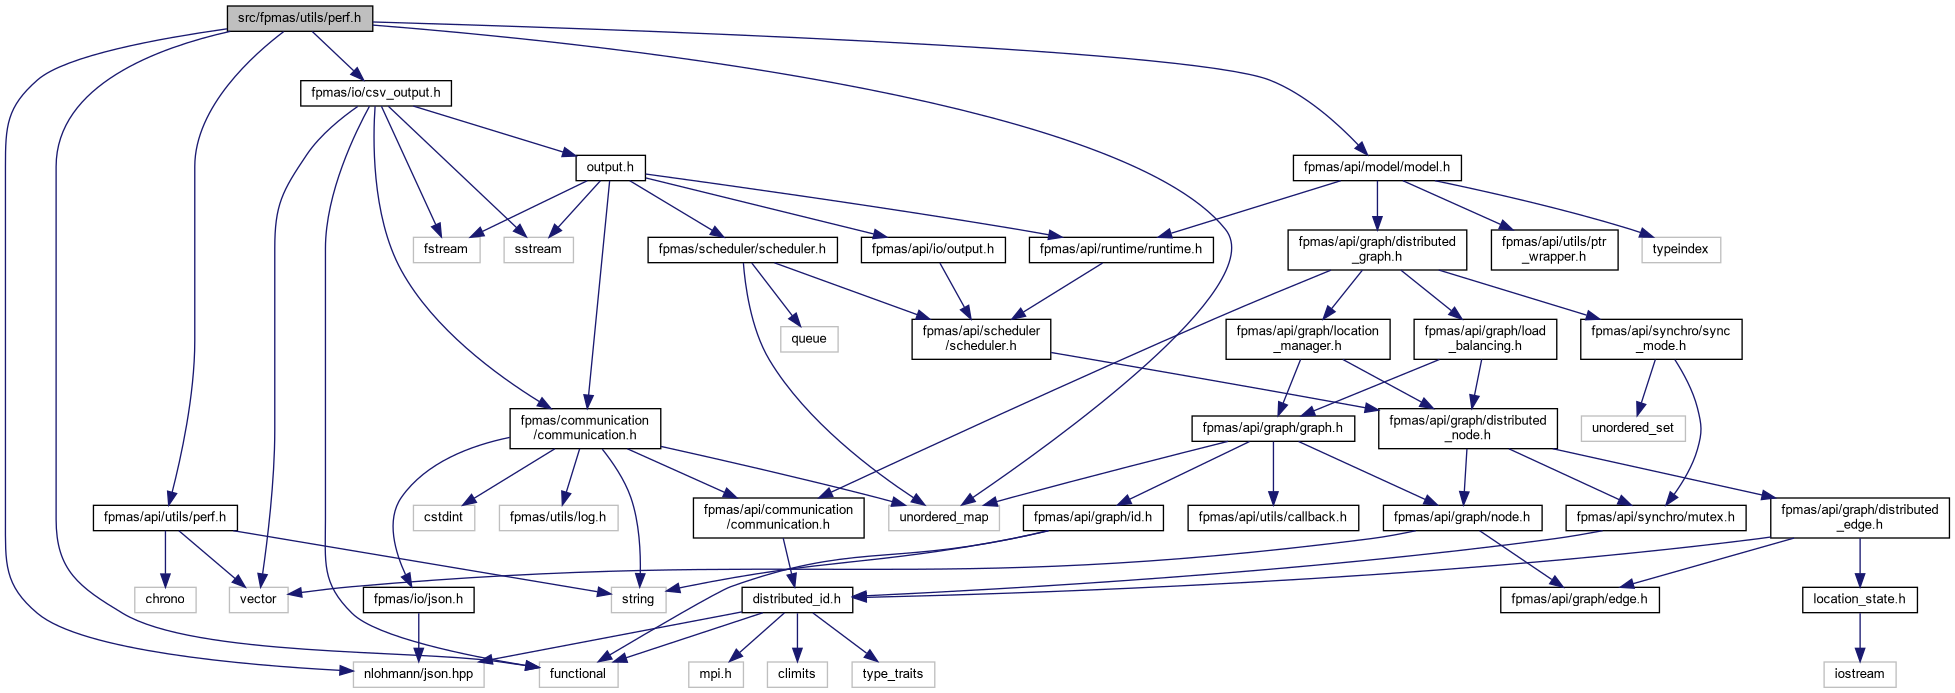 src/fpmas/utils/perf.h
fpmas/io/csv_output.h
output.h
fpmas/api/model/model.h
fstream
sstream
fpmas/scheduler/scheduler.h
fpmas/api/io/output.h
fpmas/api/runtime/runtime.h
fpmas/api/graph/distributed
_graph.h
fpmas/api/utils/ptr
_wrapper.h
typeindex
queue
fpmas/api/scheduler
/scheduler.h
fpmas/api/graph/location
_manager.h
fpmas/api/graph/load
_balancing.h
fpmas/api/synchro/sync
_mode.h
fpmas/communication
/communication.h
fpmas/api/graph/graph.h
fpmas/api/graph/distributed
_node.h
unordered_set
fpmas/api/utils/perf.h
cstdint
fpmas/utils/log.h
fpmas/api/communication
/communication.h
unordered_map
fpmas/api/graph/id.h
fpmas/api/utils/callback.h
fpmas/api/graph/node.h
fpmas/api/synchro/mutex.h
fpmas/api/graph/distributed
_edge.h
chrono
vector
fpmas/io/json.h
string
distributed_id.h
fpmas/api/graph/edge.h
location_state.h
nlohmann/json.hpp
functional
mpi.h
climits
type_traits
iostream